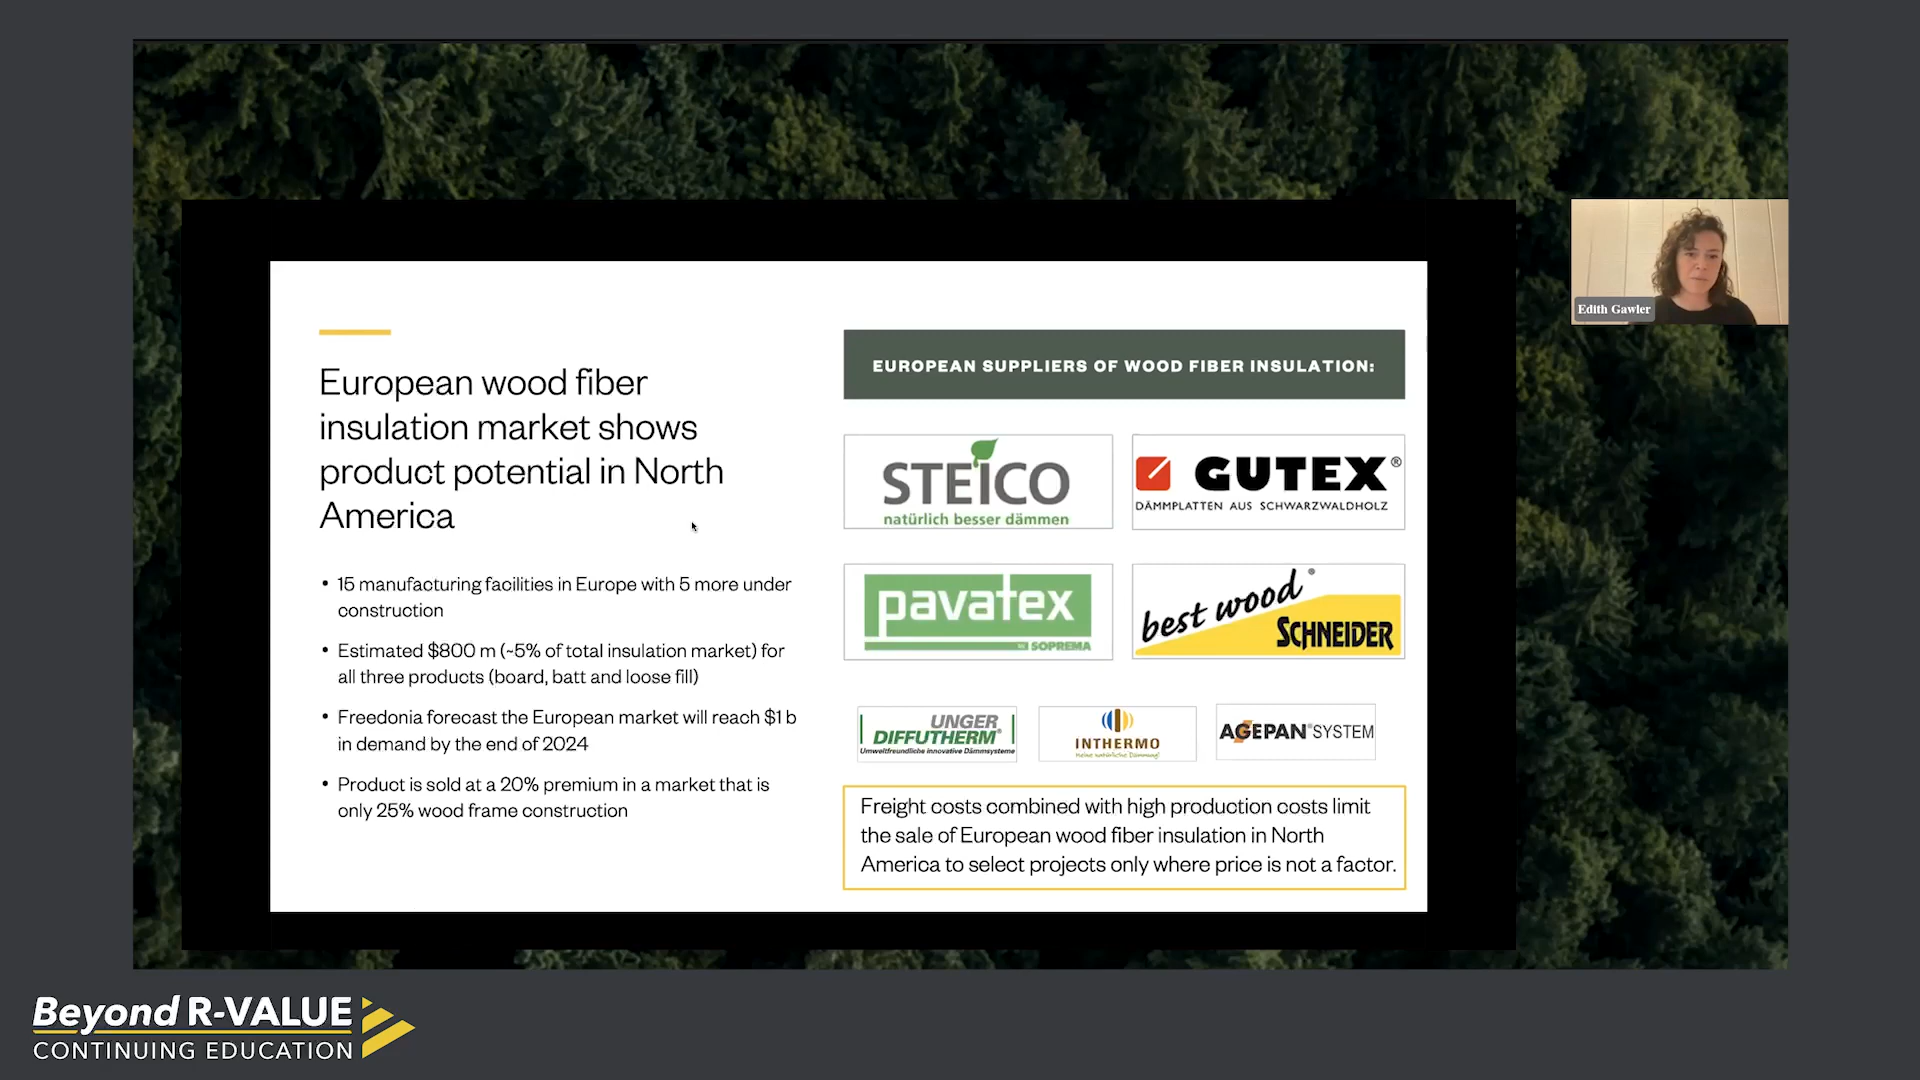 European wood fiber
insulation market shows
product potential in North
America
• 15 manufacturing facilities in Europe with 5 more under
construction
• Estimated $800 m (~5% of total insulation market) for
all three products (board, batt and loose fill)
• Freedonia forecast the European market will reach $1 b
in demand by the end of 2024
• Product is sold at a 20% premium in a market that is
only 25% wood frame construction
EUROPEAN SUPPLIERS OF WOOD FIBER INSULATION:
STEICO
natürlich besser dämmen
GUTEX®
DÄMMPLATTEN AUS SCHWARZWALDHOLZ
pavatex
SOPREMA
best wood®
SCHNEIDER
UNGER
DIFFUTHERM®
Umweltfreundliche innovative Dämmsysteme
INTHERMO
meine natürliche Dämmung!
AGEPAN®SYSTEM
Freight costs combined with high production costs limit
the sale of European wood fiber insulation in North
America to select projects only where price is not a factor.
Edith Gawler
Beyond R-VALUE
CONTINUING EDUCATION